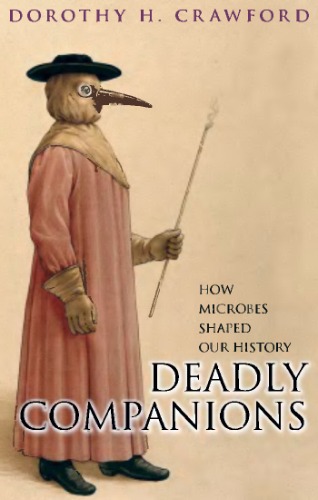 DOROTHY H. CRAWFORD
HOW
MICROBES
SHAPED
OUR HISTORY
DEADLY
COMPANIONS